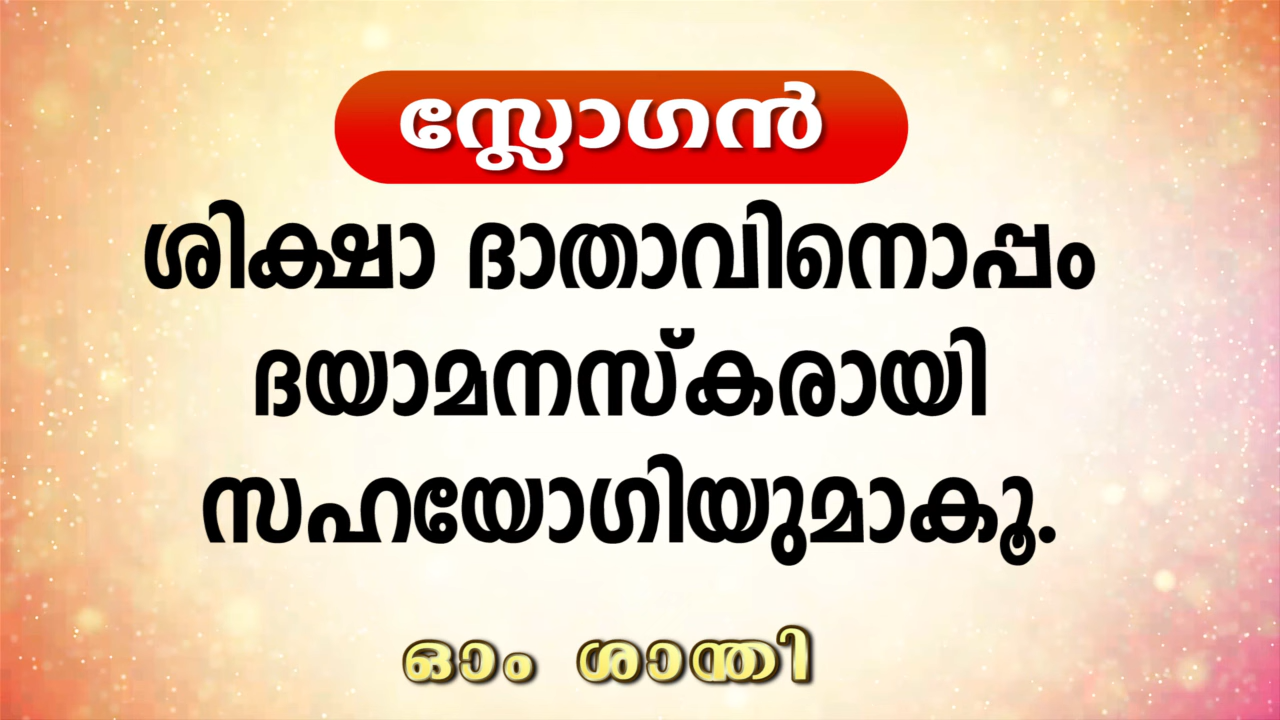 സ്ലോഗൻ
ശിക്ഷാ ദാതാവിനൊപ്പം
ദയാമനസ്കരായി
സഹയോഗിയുമാകൂ.
ഓം ശാന്തി